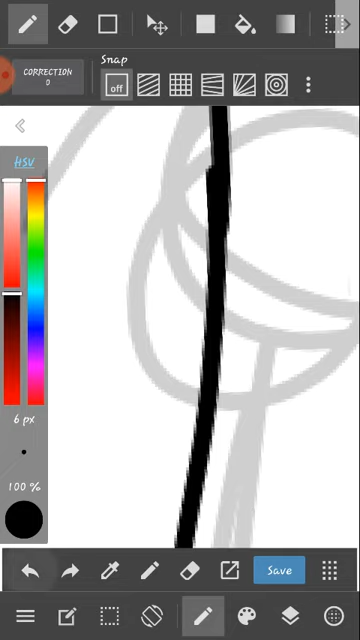 Snap
CORRECTION
0
off
HSV
6 px
100 %
Save